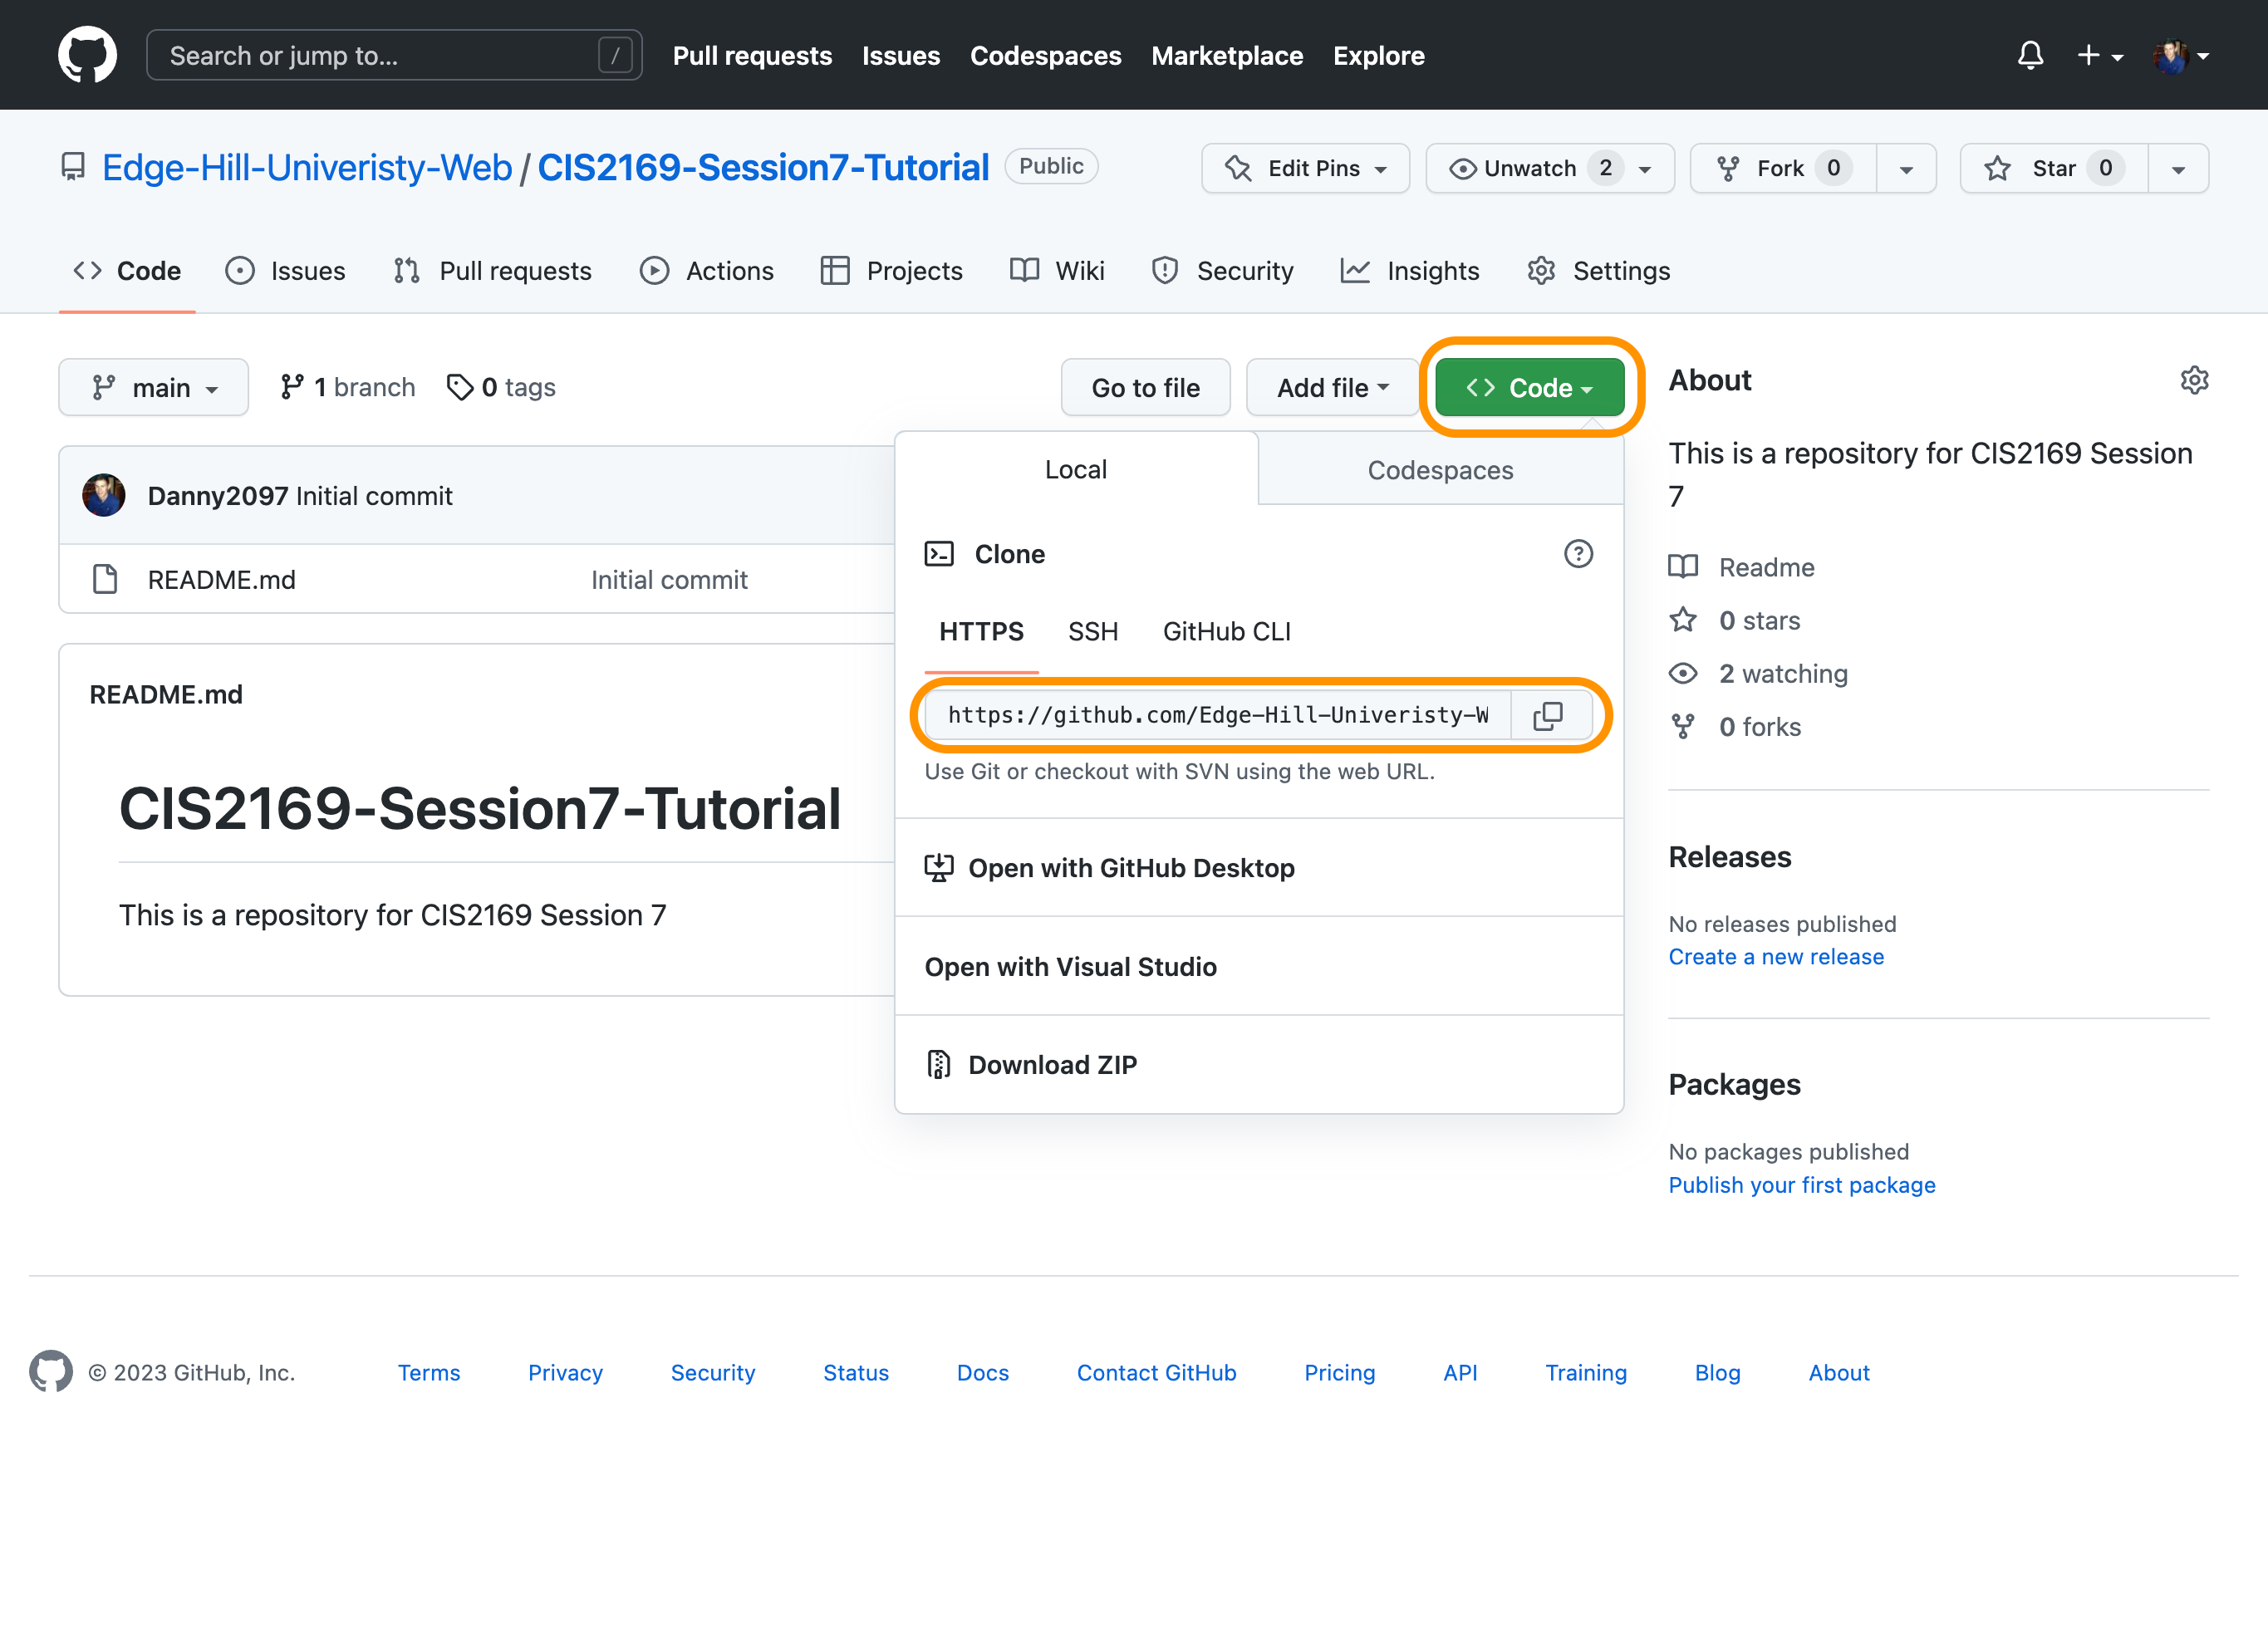 Search or jump to...
/
Pull requests
Issues
Codespaces
Marketplace
Explore
Edge-Hill-Univeristy-Web / CIS2169-Session7-Tutorial
Public
Edit Pins
Unwatch 2
Fork 0
Star 0
Code
Issues
Pull requests
Actions
Projects
Wiki
Security
Insights
Settings
main
1 branch
0 tags
Go to file
Add file
Code
Danny2097 Initial commit
README.md
Initial commit
README.md
CIS2169-Session7-Tutorial
This is a repository for CIS2169 Session 7
Local
Codespaces
Clone
HTTPS
SSH
GitHub CLI
https://github.com/Edge-Hill-Univeristy-W
Use Git or checkout with SVN using the web URL.
Open with GitHub Desktop
Open with Visual Studio
Download ZIP
About
This is a repository for CIS2169 Session
7
Readme
0 stars
2 watching
0 forks
Releases
No releases published
Create a new release
Packages
No packages published
Publish your first package
© 2023 GitHub, Inc.
Terms
Privacy
Security
Status
Docs
Contact GitHub
Pricing
API
Training
Blog
About